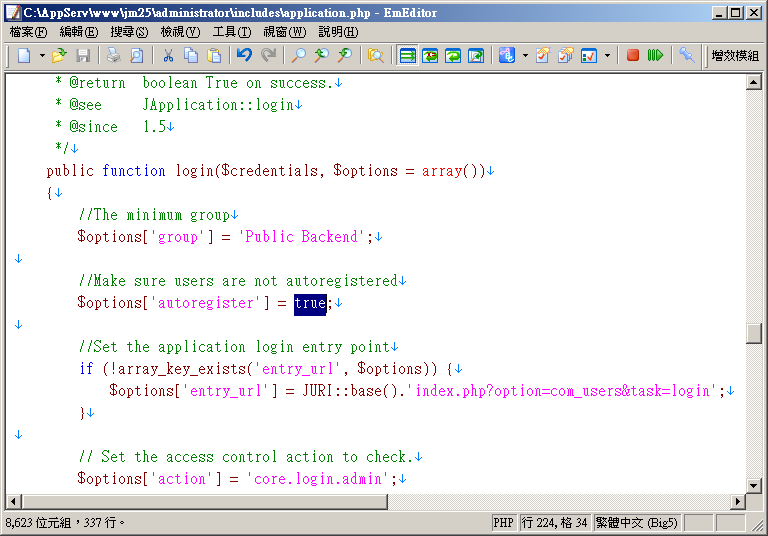 C:\AppServ\www\jm25\administrator\includes\application.php - EmEditor
檔案(F) 編輯(E) 搜尋(S) 檢視(V) 工具(T) 視窗(W) 說明(H)
增效模組
* @return  boolean True on success.↓
* @see     JApplication::login↓
* @since   1.5↓
*/↓
public function login($credentials, $options = array())↓
{↓
//The minimum group↓
$options['group'] = 'Public Backend';↓
↓
//Make sure users are not autoregistered↓
$options['autoregister'] = true;↓
↓
//Set the application login entry point↓
if (!array_key_exists('entry_url', $options)) {↓
$options['entry_url'] = JURI::base().'index.php?option=com_users&task=login';↓
}↓
↓
// Set the access control action to check.↓
$options['action'] = 'core.login.admin';↓
8,623 位元組，337 行。 PHP 行 224, 格 34 繁體中文 (Big5)